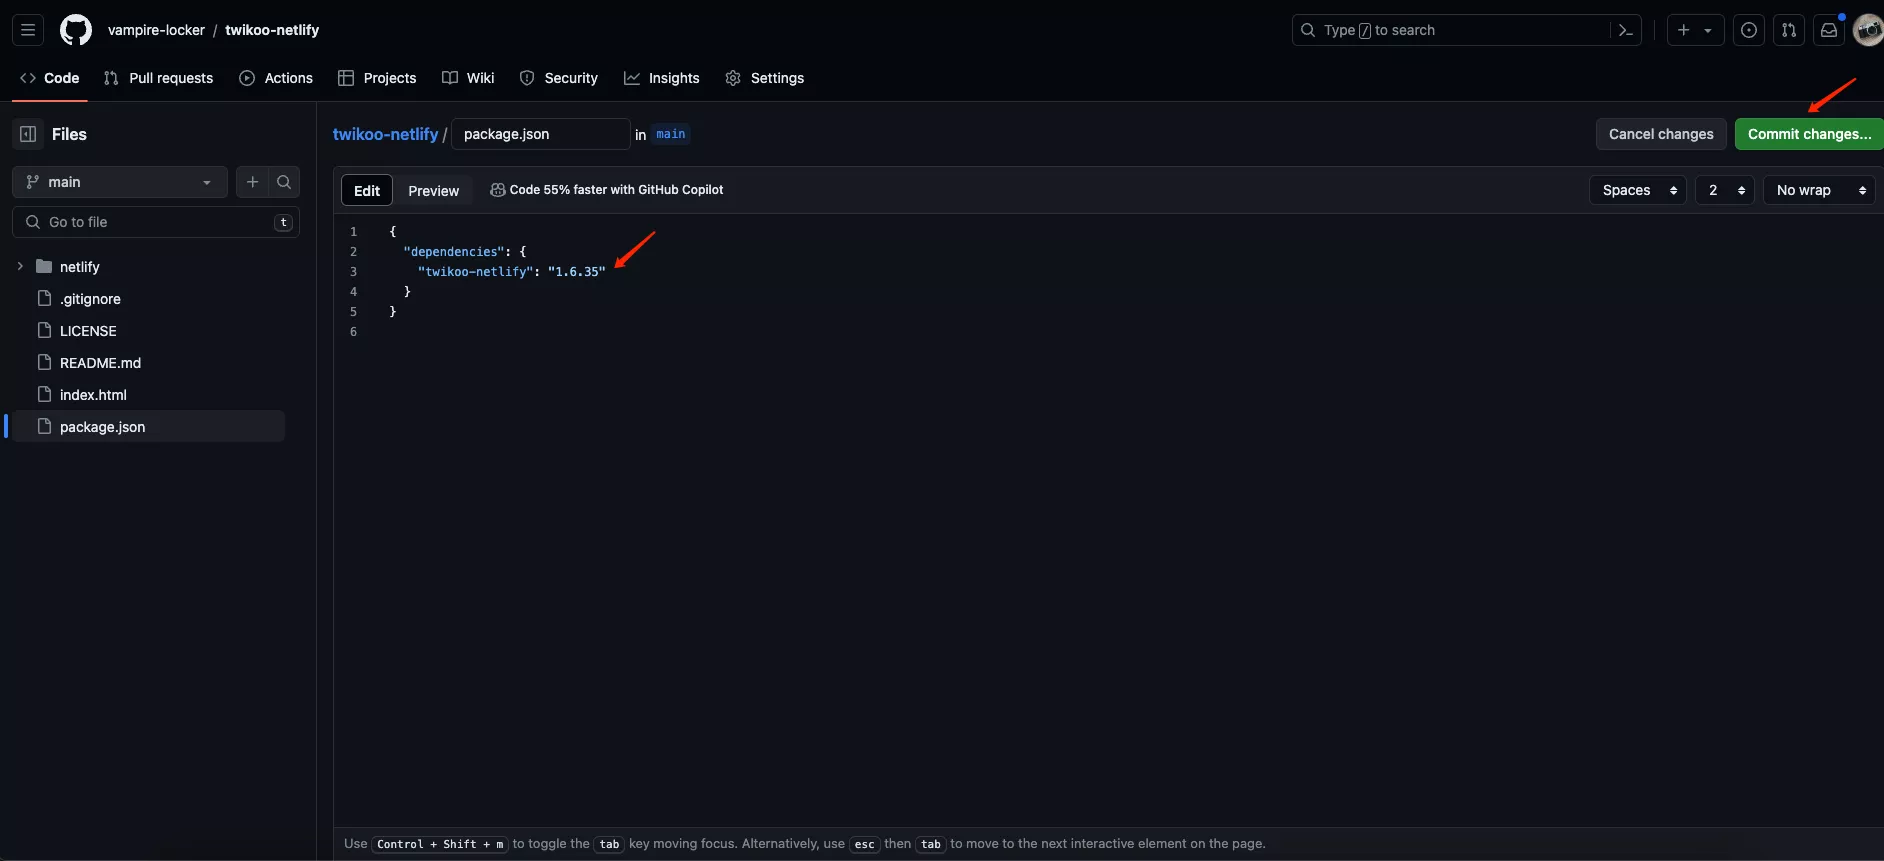 vampire-locker / twikoo-netlify
Type / to search
Code Pull requests Actions Projects Wiki Security Insights Settings
Files
main
Go to file t
netlify
.gitignore
LICENSE
README.md
index.html
package.json
twikoo-netlify / package.json in main
Cancel changes Commit changes...
Edit Preview Code 55% faster with GitHub Copilot
Spaces 2 No wrap
1 {
2 "dependencies": {
3 "twikoo-netlify": "1.6.35"
4 }
5 }
6
Use Control + Shift + m to toggle the tab key moving focus. Alternatively, use esc then tab to move to the next interactive element on the page.